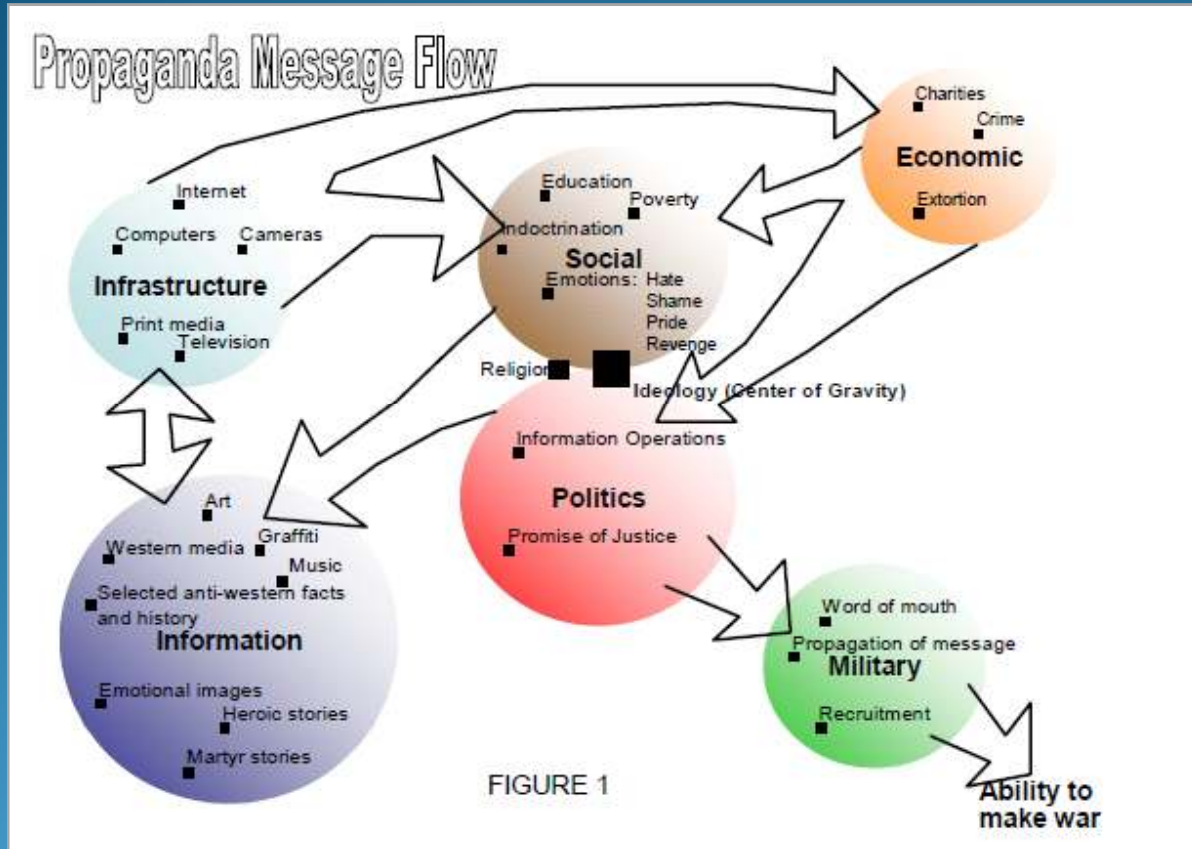 Propaganda Message Flow
Charities
Crime
Economic
Extortion
Internet
Computers
Cameras
Infrastructure
Print media
Television
Education
Poverty
Indoctrination
Social
Emotions: Hate
Shame
Pride
Revenge
Religion
Ideology (Center of Gravity)
Information Operations
Politics
Promise of Justice
Art
Graffiti
Western media
Music
Selected anti-western facts
and history
Information
Emotional images
Heroic stories
Martyr stories
Word of mouth
Propagation of message
Military
Recruitment
Ability to
make war
FIGURE 1